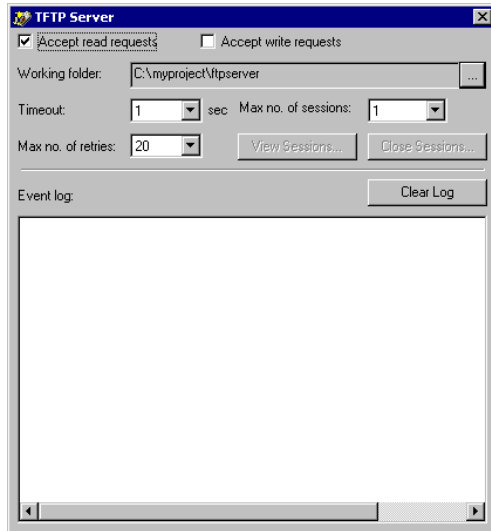 TFTP Server
Accept read requests Accept write requests
Working folder: C:\myproject\ftpserver ...
Timeout: 1 sec Max no. of sessions: 1
Max no. of retries: 20 View Sessions... Close Sessions...
Event log: Clear Log